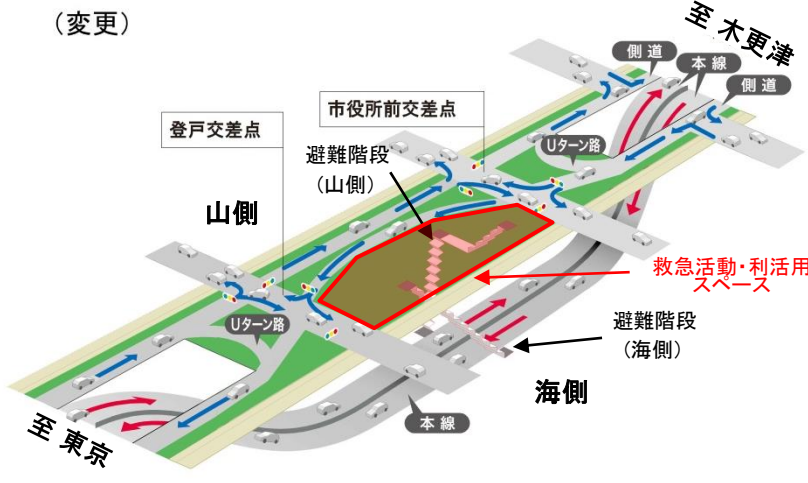 （変更）
至 木更津
側 道
本 線
側 道
市役所前交差点
登戸交差点
Uターン路
避難階段
（山側）
山側
救急活動・利活用
スペース
Uターン路
避難階段
（海側）
海側
本 線
至 東京